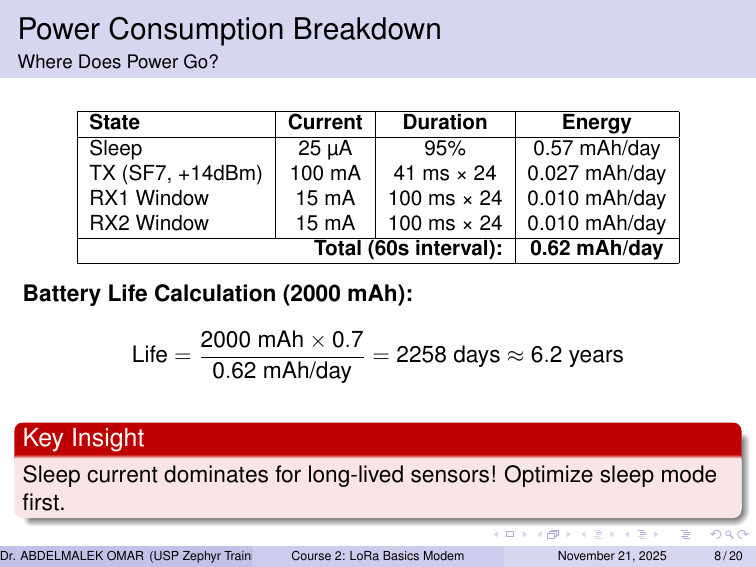 Power Consumption Breakdown
Where Does Power Go?
State Current Duration Energy
Sleep 25 μA 95% 0.57 mAh/day
TX (SF7, +14dBm) 100 mA 41 ms × 24 0.027 mAh/day
RX1 Window 15 mA 100 ms × 24 0.010 mAh/day
RX2 Window 15 mA 100 ms × 24 0.010 mAh/day
Total (60s interval): 0.62 mAh/day
Battery Life Calculation (2000 mAh):
Life = 2000 mAh × 0.7 / 0.62 mAh/day = 2258 days ≈ 6.2 years
Key Insight
Sleep current dominates for long-lived sensors! Optimize sleep mode
first.
Dr. ABDELMALEK OMAR (USP Zephyr Train Course 2: LoRa Basics Modem November 21, 2025 8 / 20